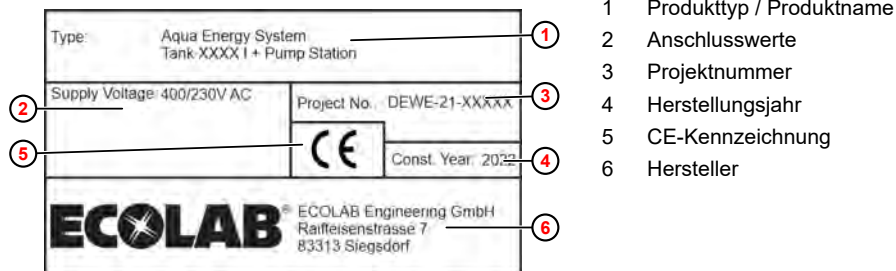 Type: Aqua Energy System
Tank XXXX l + Pump Station
1
Supply Voltage: 400/230V AC
2
Project No.: DEWE-21-XXXXX
3
5
CE
Const. Year: 2022
4
ECOLAB®
ECOLAB Engineering GmbH
Raiffeisenstrasse 7
83313 Siegsdorf
6
1 Produkttyp / Produktname
2 Anschlusswerte
3 Projektnummer
4 Herstellungsjahr
5 CE-Kennzeichnung
6 Hersteller